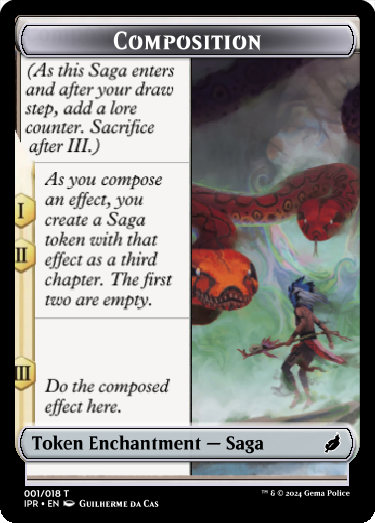 Composition
(As this Saga enters
and after your draw
step, add a lore
counter. Sacrifice
after III.)
I
II
As you compose
an effect, you
create a Saga
token with that
effect as a third
chapter. The first
two are empty.
III
Do the composed
effect here.
Token Enchantment — Saga
001/018 T
IPR • EN Guilherme da Cas
™ & © 2024 Gema Police